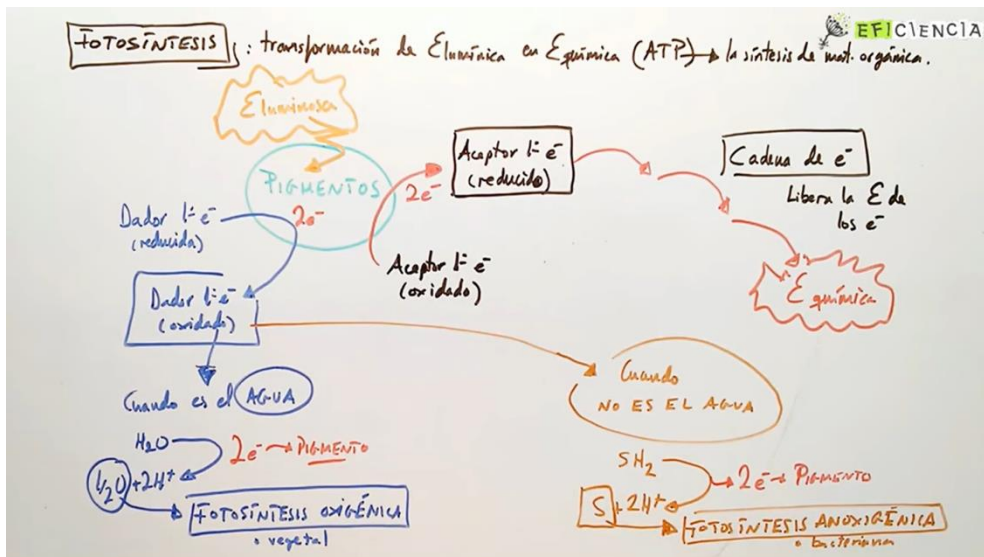 EFICIENCIA
FOTOSÍNTESIS : transformación de Elumínica en Equímica (ATP) → la síntesis de mat. orgánica.
Eluminosa
PIGMENTOS
2e⁻
2e⁻
Aceptor 1º e⁻
(reducido)
Cadena de e⁻
Libera la E de
los e⁻
Dador 1º e⁻
(reducida)
Aceptor 1º e⁻
(oxidado)
Dador 1º e⁻
(oxidado)
E química
Cuando es el AGUA
Cuando
NO ES EL AGUA
H₂O
2e⁻ → PIGMENTO
1/2O + 2H⁺
FOTOSÍNTESIS OXIGÉNICA
• vegetal
SH₂
2e⁻ → PIGMENTO
S + 2H⁺
FOTOSÍNTESIS ANOXIGÉNICA
o bacteriana